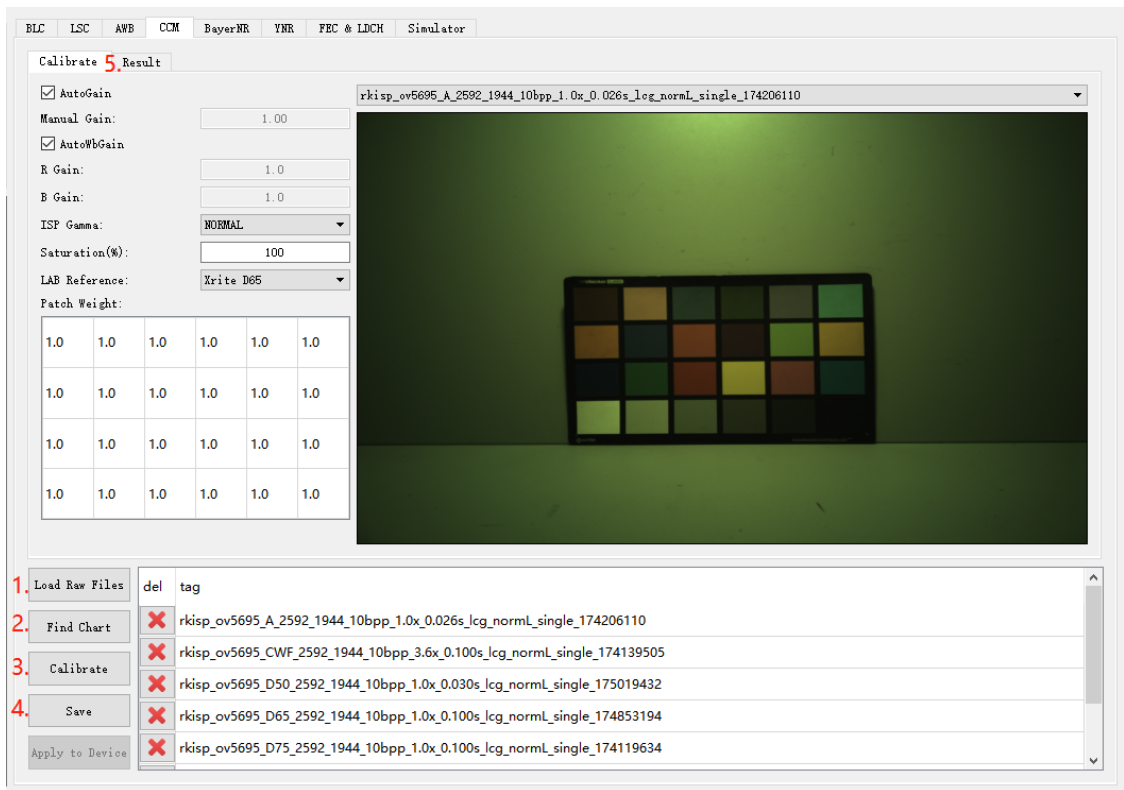 BLC LSC AWB CCM BayerNR YNR FEC & LDCH Simulator
Calibrate 5. Result
AutoGain
rkisp_ov5695_A_2592_1944_10bpp_1.0x_0.026s_lcg_normL_single_174206110
Manual Gain: 1.00
AutoWbGain
R Gain: 1.0
B Gain: 1.0
ISP Gamma: NORMAL
Saturation(%): 100
LAB Reference: Xrite D65
Patch Weight:
1.0 1.0 1.0 1.0 1.0 1.0
1.0 1.0 1.0 1.0 1.0 1.0
1.0 1.0 1.0 1.0 1.0 1.0
1.0 1.0 1.0 1.0 1.0 1.0
1. Load Raw Files
2. Find Chart
3. Calibrate
4. Save
Apply to Device
del tag
rkisp_ov5695_A_2592_1944_10bpp_1.0x_0.026s_lcg_normL_single_174206110
rkisp_ov5695_CWF_2592_1944_10bpp_3.6x_0.100s_lcg_normL_single_174139505
rkisp_ov5695_D50_2592_1944_10bpp_1.0x_0.030s_lcg_normL_single_175019432
rkisp_ov5695_D65_2592_1944_10bpp_1.0x_0.100s_lcg_normL_single_174853194
rkisp_ov5695_D75_2592_1944_10bpp_1.0x_0.100s_lcg_normL_single_174119634